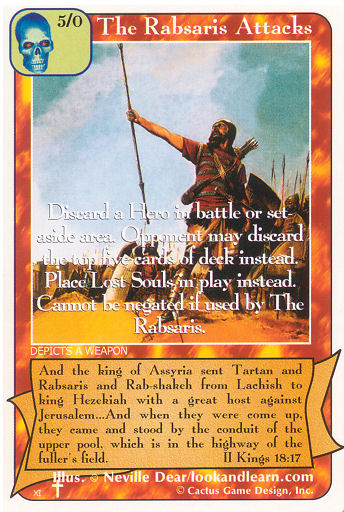 5/0 The Rabsaris Attacks
Discard a Hero in battle or set-
aside area. Opponent may discard
the top five cards of deck instead.
Place Lost Souls in play instead.
Cannot be negated if used by The
Rabsaris.
DEPICTS A WEAPON
And the king of Assyria sent Tartan and
Rabsaris and Rab-shakeh from Lachish to
king Hezekiah with a great host against
Jerusalem...And when they were come up,
they came and stood by the conduit of the
upper pool, which is in the highway of the
fuller's field. II Kings 18:17
Illus. © Neville Dear/lookandlearn.com
© Cactus Game Design, Inc.